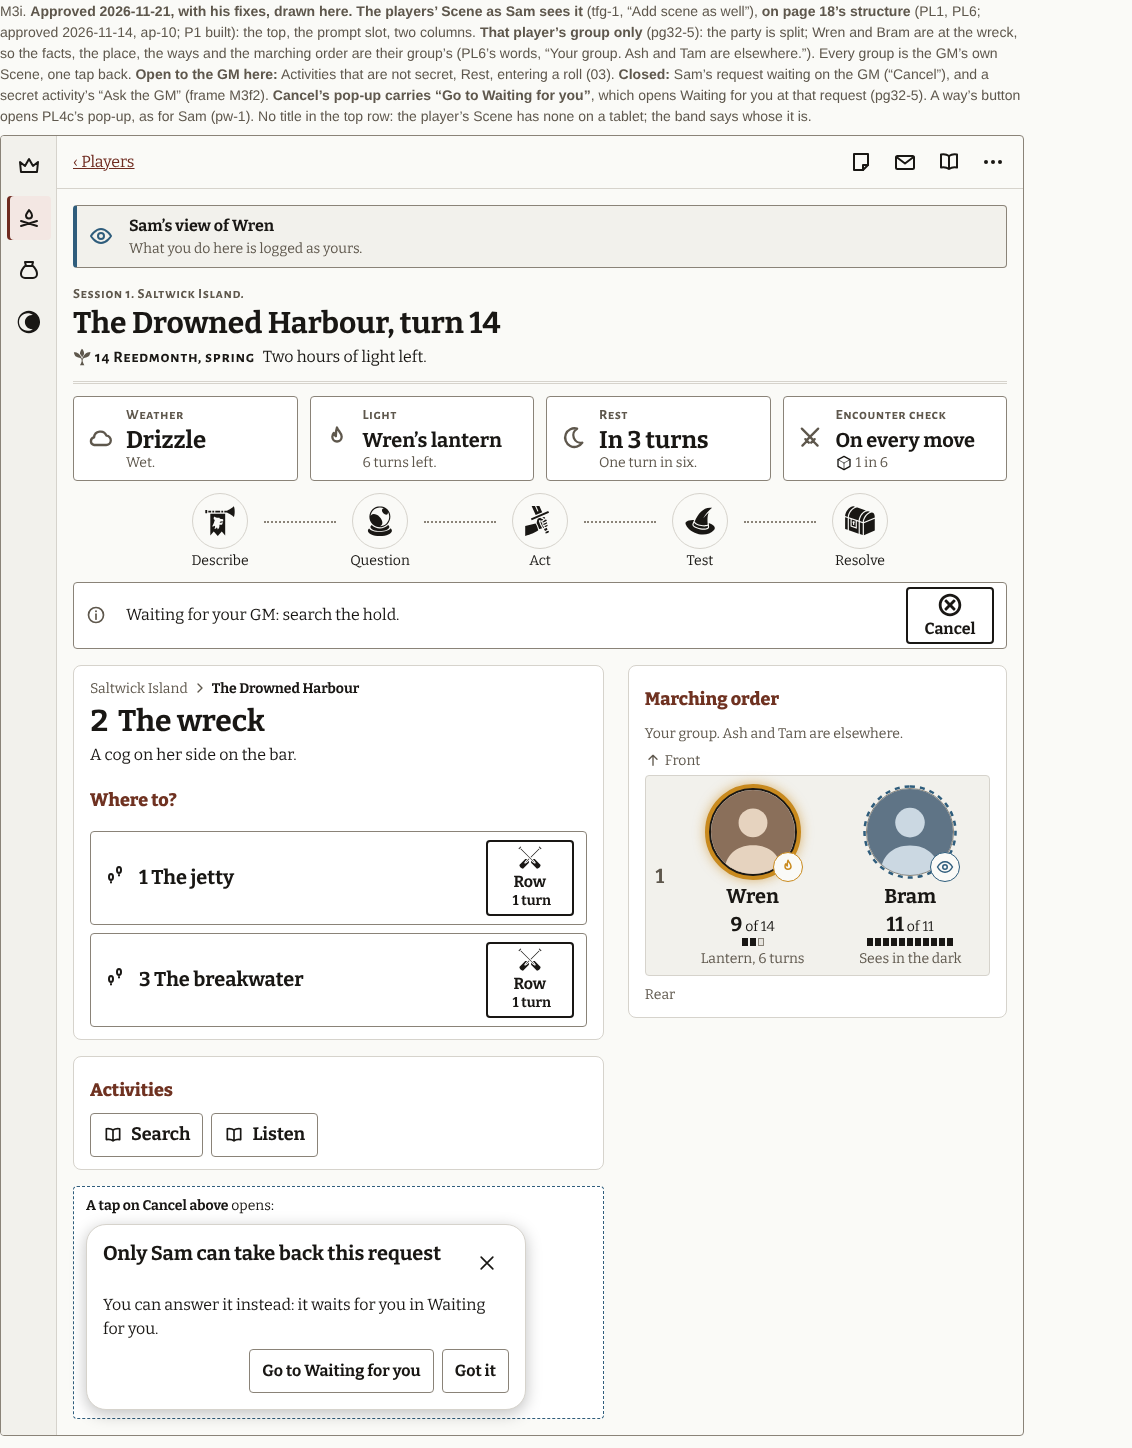 M3i. Approved 2026-11-21, with his fixes, drawn here. The players’ Scene as Sam sees it (tfg-1, “Add scene as well”), on page 18’s structure (PL1, PL6;
approved 2026-11-14, ap-10; P1 built): the top, the prompt slot, two columns. That player’s group only (pg32-5): the party is split; Wren and Bram are at the wreck,
so the facts, the place, the ways and the marching order are their group’s (PL6’s words, “Your group. Ash and Tam are elsewhere.”). Every group is the GM’s own
Scene, one tap back. Open to the GM here: Activities that are not secret, Rest, entering a roll (03). Closed: Sam’s request waiting on the GM (“Cancel”), and a
secret activity’s “Ask the GM” (frame M3f2). Cancel’s pop-up carries “Go to Waiting for you”, which opens Waiting for you at that request (pg32-5). A way’s button
opens PL4c’s pop-up, as for Sam (pw-1). No title in the top row: the player’s Scene has none on a tablet; the band says whose it is.
‹ Players
Sam’s view of Wren
What you do here is logged as yours.
Session 1. Saltwick Island.
The Drowned Harbour, turn 14
14 Reedmonth, spring Two hours of light left.
Weather
Drizzle
Wet.
Light
Wren’s lantern
6 turns left.
Rest
In 3 turns
One turn in six.
Encounter check
On every move
1 in 6
Describe
Question
Act
Test
Resolve
Waiting for your GM: search the hold.
Cancel
Saltwick Island > The Drowned Harbour
2 The wreck
A cog on her side on the bar.
Where to?
1 The jetty
Row
1 turn
3 The breakwater
Row
1 turn
Marching order
Your group. Ash and Tam are elsewhere.
↑ Front
1
Wren
9 of 14
Lantern, 6 turns
Bram
11 of 11
Sees in the dark
Rear
Activities
Search
Listen
A tap on Cancel above opens:
Only Sam can take back this request
You can answer it instead: it waits for you in Waiting
for you.
Go to Waiting for you
Got it